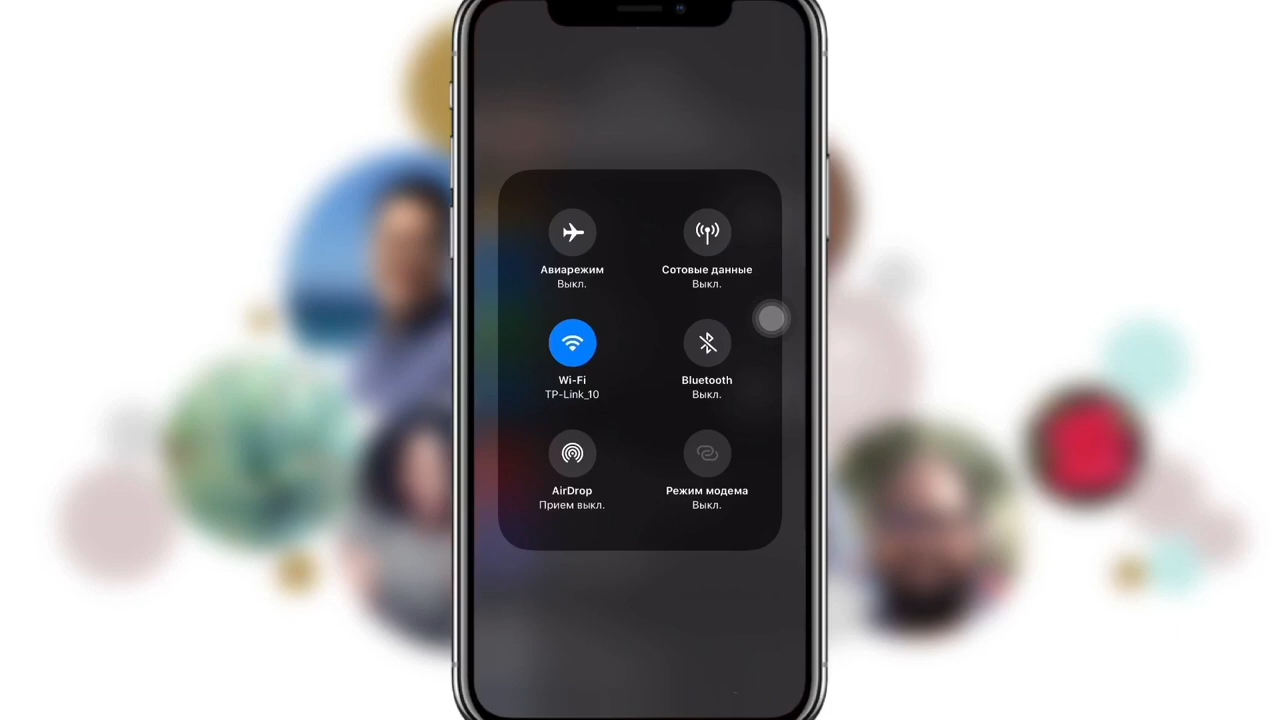 Авиарежим
Выкл.
Сотовые данные
Выкл.
Wi-Fi
TP-Link_10
Bluetooth
Выкл.
AirDrop
Прием выкл.
Режим модема
Выкл.